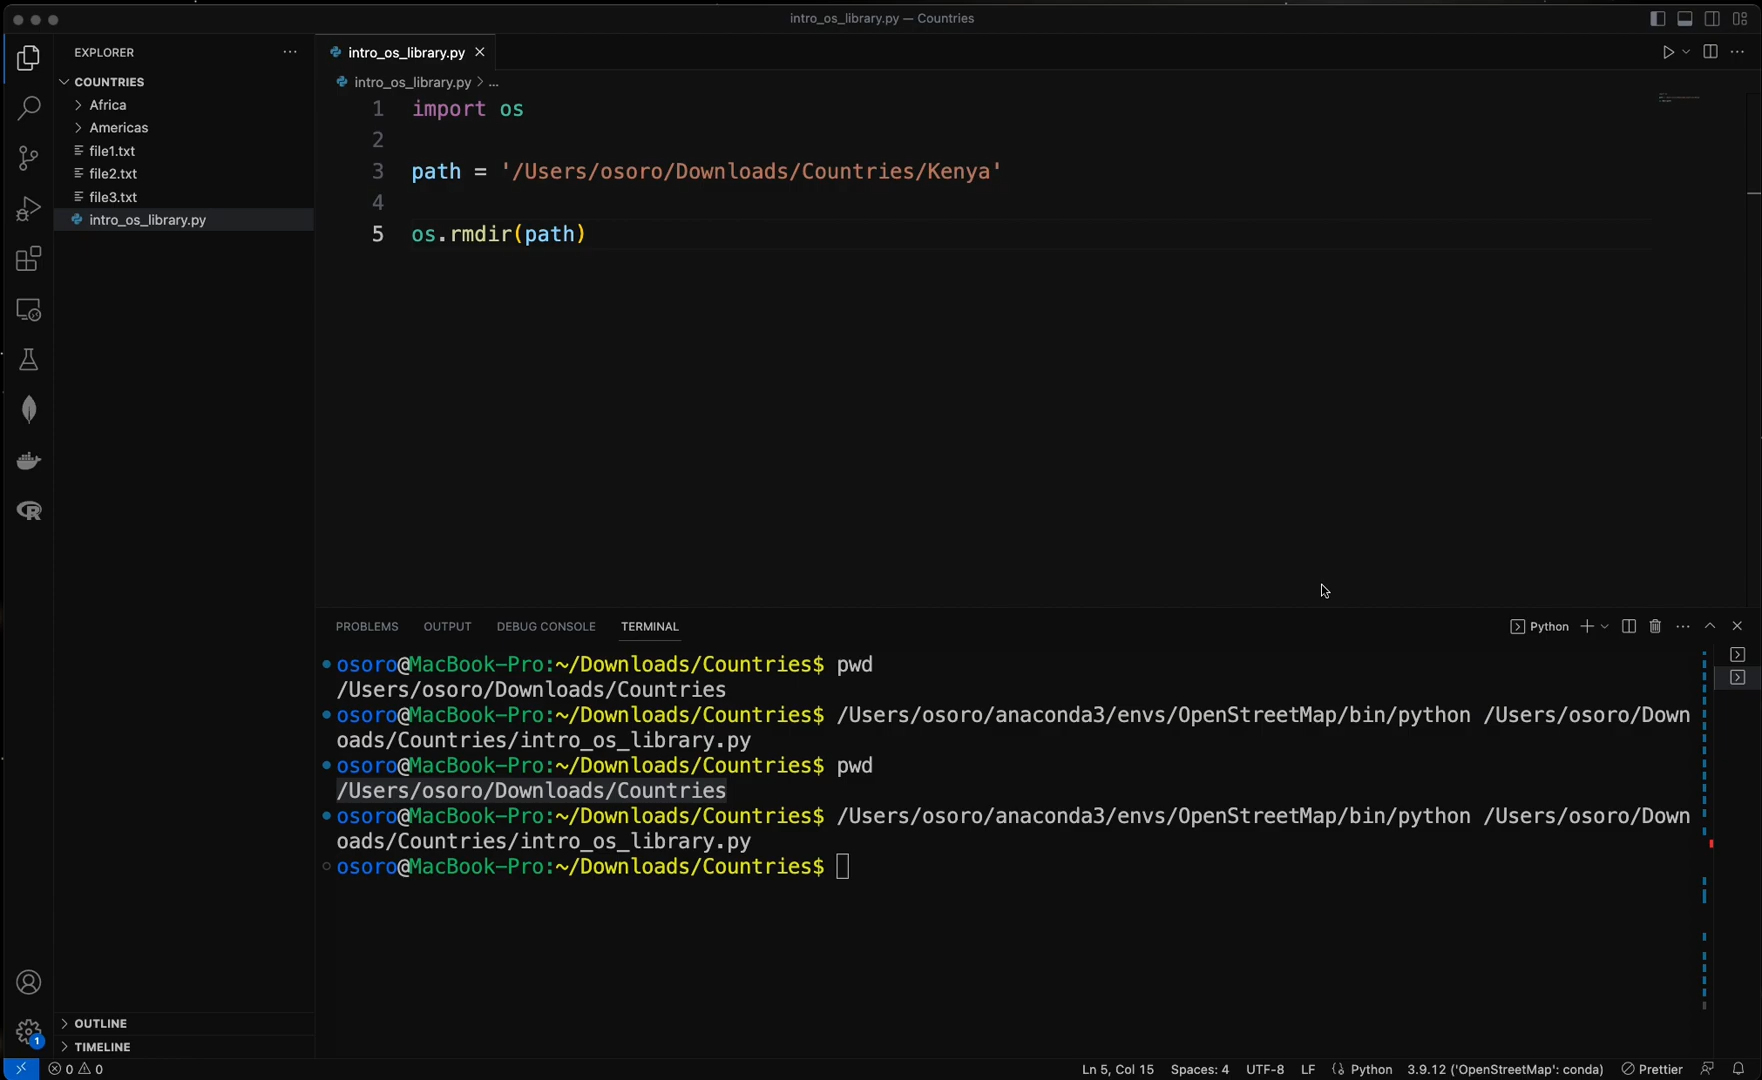 intro_os_library.py — Countries
EXPLORER
COUNTRIES
Africa
Americas
file1.txt
file2.txt
file3.txt
intro_os_library.py
OUTLINE
TIMELINE
intro_os_library.py
intro_os_library.py > ...
1 import os
2
3 path = '/Users/osoro/Downloads/Countries/Kenya'
4
5 os.rmdir(path)
PROBLEMS OUTPUT DEBUG CONSOLE TERMINAL
Python
osoro@MacBook-Pro:~/Downloads/Countries$ pwd
/Users/osoro/Downloads/Countries
osoro@MacBook-Pro:~/Downloads/Countries$ /Users/osoro/anaconda3/envs/OpenStreetMap/bin/python /Users/osoro/Down
oads/Countries/intro_os_library.py
osoro@MacBook-Pro:~/Downloads/Countries$ pwd
/Users/osoro/Downloads/Countries
osoro@MacBook-Pro:~/Downloads/Countries$ /Users/osoro/anaconda3/envs/OpenStreetMap/bin/python /Users/osoro/Down
oads/Countries/intro_os_library.py
osoro@MacBook-Pro:~/Downloads/Countries$
1
0 0 Ln 5, Col 15 Spaces: 4 UTF-8 LF Python 3.9.12 ('OpenStreetMap': conda) Prettier